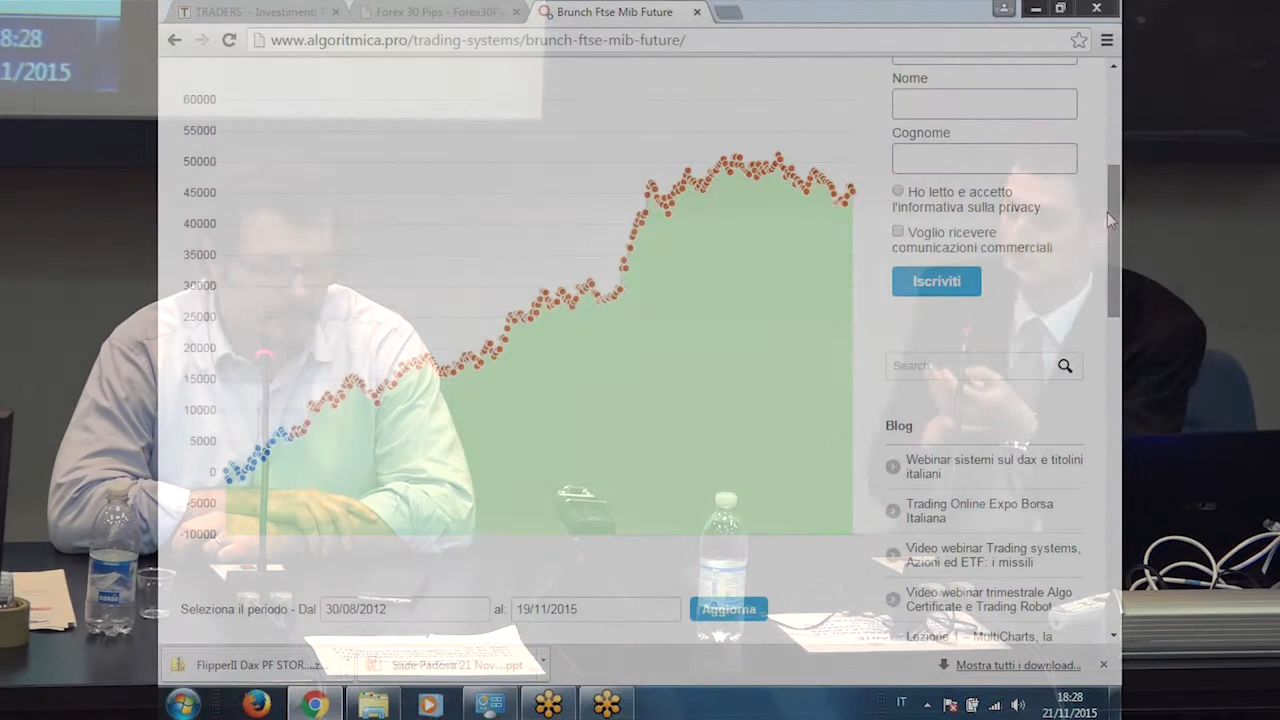 TRADERS' - Investimenti
Forex 30 Pips - Forex30Pi
Brunch Ftse Mib Future
8:28
1/2015
www.algoritmica.pro/trading-systems/brunch-ftse-mib-future/
60000
55000
50000
45000
40000
35000
30000
25000
20000
15000
10000
5000
0
-5000
-10000
Nome
Cognome
Ho letto e accetto
l'informativa sulla privacy
Voglio ricevere
comunicazioni commerciali
Iscriviti
Search
Blog
Webinar sistemi sul dax e titolini
italiani
Trading Online Expo Borsa
Italiana
Video webinar Trading systems,
Azioni ed ETF: i missili
Video webinar trimestrale Algo
Certificate e Trading Robot
Lezione 1 – MultiCharts, la
Seleziona il periodo - Dal 30/08/2012 al: 19/11/2015 Aggiorna
FlipperII Dax PF STOR....z
Slide Padova 21 Nov....ppt
Mostra tutti i download...
IT
18:28
21/11/2015